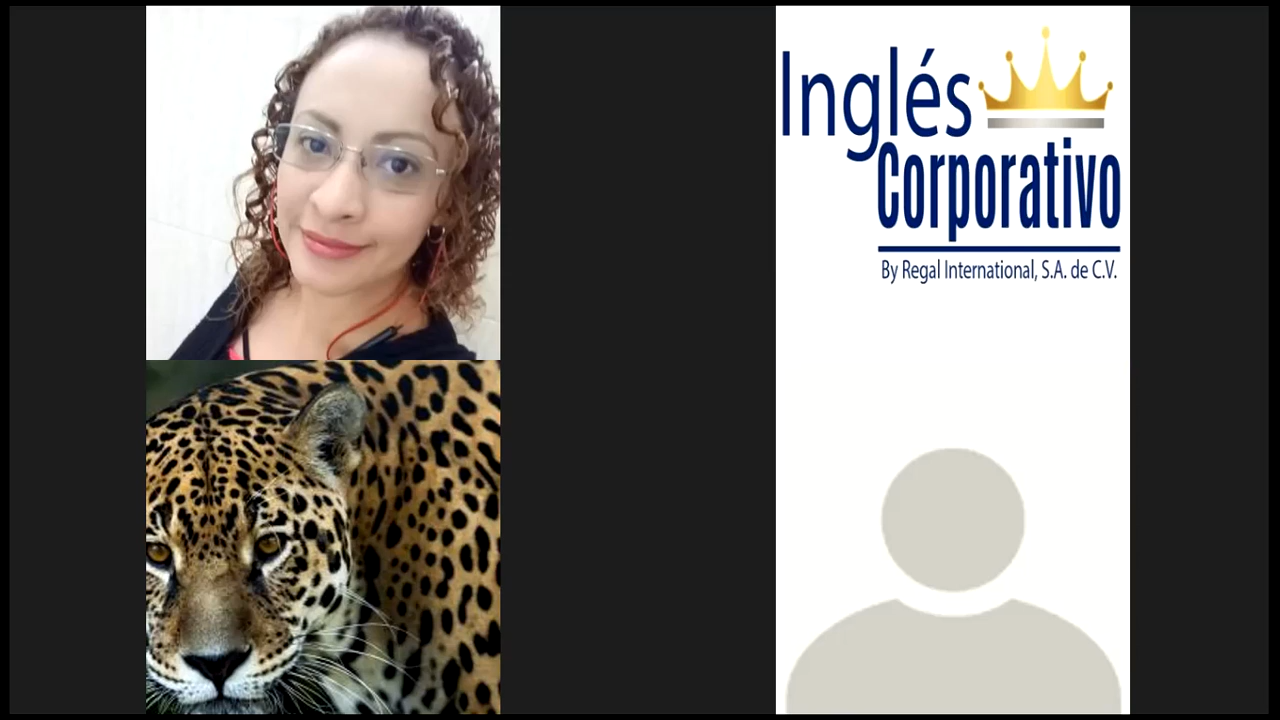 Inglés
Corporativo
By Regal International, S.A. de C.V.